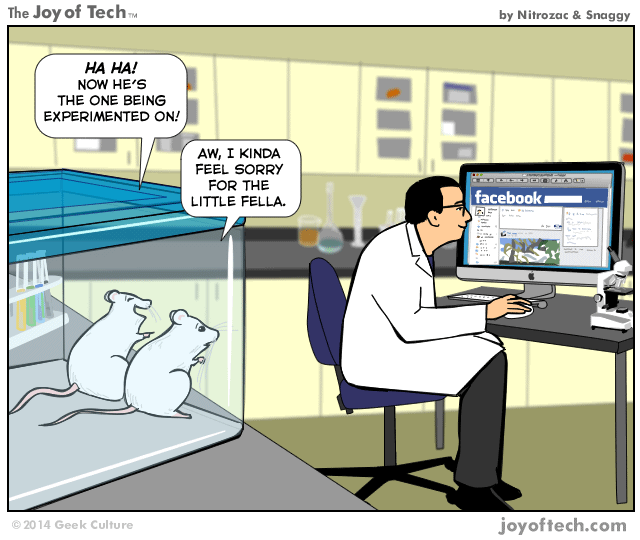 The Joy of Tech™
by Nitrozac & Snaggy
HA HA!
NOW HE'S
THE ONE BEING
EXPERIMENTED ON!
AW, I KINDA
FEEL SORRY
FOR THE
LITTLE FELLA.
facebook
© 2014 Geek Culture
joyoftech.com